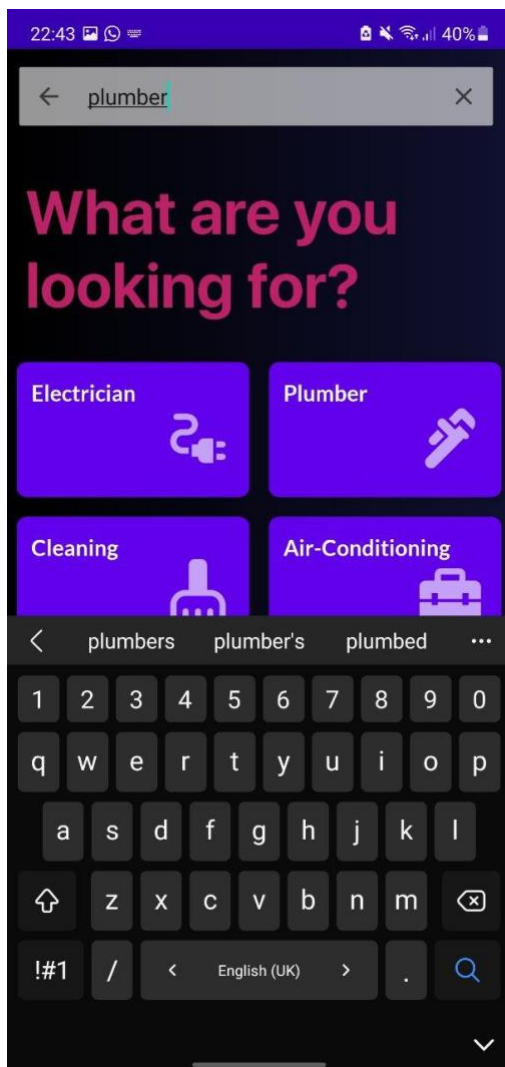 22:43 40%
plumber
What are you
looking for?
Electrician Plumber
Cleaning Air-Conditioning
plumbers plumber's plumbed
1 2 3 4 5 6 7 8 9 0
q w e r t y u i o p
a s d f g h j k l
z x c v b n m
!#1 / < English (UK) > .